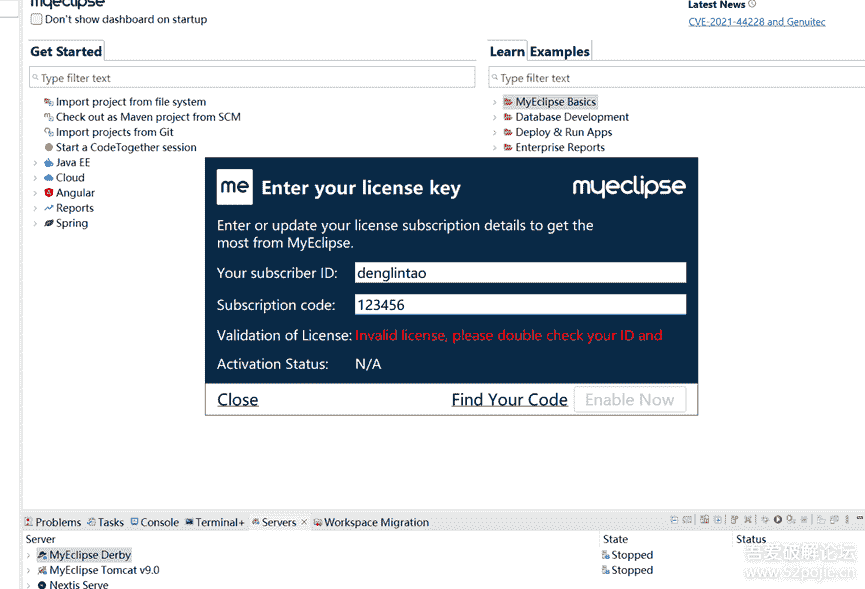 myeclipse
Latest News
Don't show dashboard on startup
CVE-2021-44228 and Genuitec
Get Started
Learn Examples
Type filter text
Type filter text
Import project from file system
Check out as Maven project from SCM
Import projects from Git
Start a CodeTogether session
Java EE
Cloud
Angular
Reports
Spring
MyEclipse Basics
Database Development
Deploy & Run Apps
Enterprise Reports
me Enter your license key
myeclipse
Enter or update your license subscription details to get the
most from MyEclipse.
Your subscriber ID: denglintao
Subscription code: 123456
Validation of License: Invalid license, please double check your ID and
Activation Status: N/A
Close Find Your Code Enable Now
Problems Tasks Console Terminal+ Servers Workspace Migration
Server State Status
MyEclipse Derby Stopped
MyEclipse Tomcat v9.0 Stopped
Nextis Serve
吾爱破解论坛
www.52pojie.cn